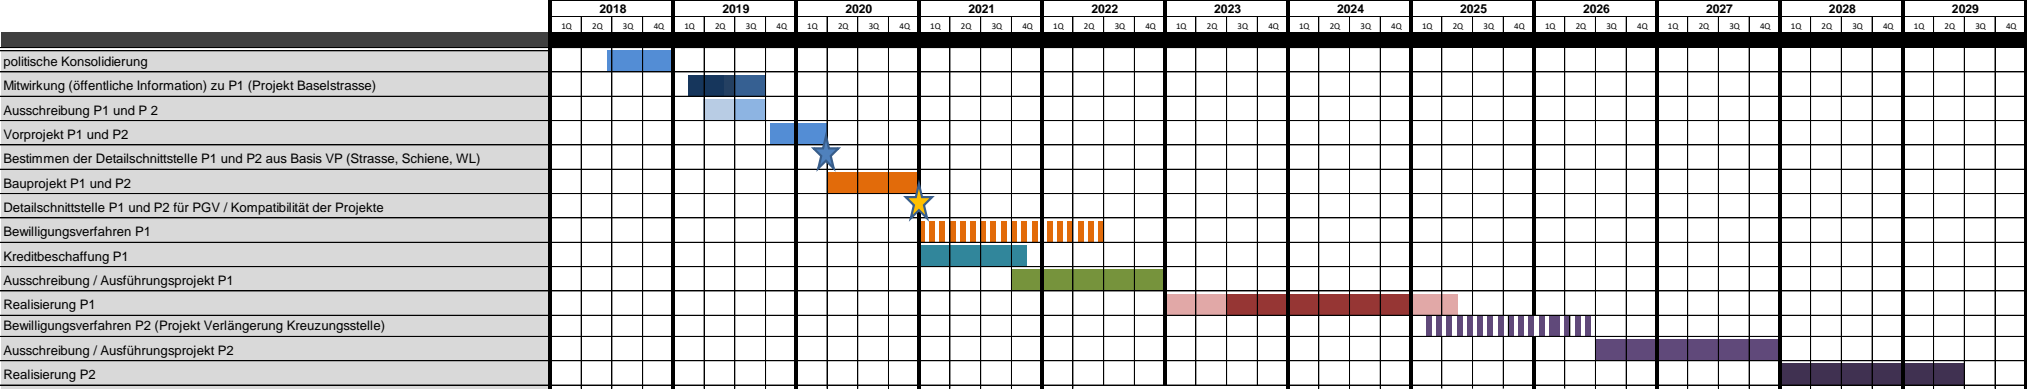 2018 2019 2020 2021 2022 2023 2024 2025 2026 2027 2028 2029
1Q 2Q 3Q 4Q 1Q 2Q 3Q 4Q 1Q 2Q 3Q 4Q 1Q 2Q 3Q 4Q 1Q 2Q 3Q 4Q 1Q 2Q 3Q 4Q 1Q 2Q 3Q 4Q 1Q 2Q 3Q 4Q 1Q 2Q 3Q 4Q 1Q 2Q 3Q 4Q 1Q 2Q 3Q 4Q 1Q 2Q 3Q 4Q
politische Konsolidierung
Mitwirkung (öffentliche Information) zu P1 (Projekt Baselstrasse)
Ausschreibung P1 und P 2
Vorprojekt P1 und P2
Bestimmen der Detailschnittstelle P1 und P2 aus Basis VP (Strasse, Schiene, WL)
Bauprojekt P1 und P2
Detailschnittstelle P1 und P2 für PGV / Kompatibilität der Projekte
Bewilligungsverfahren P1
Kreditbeschaffung P1
Ausschreibung / Ausführungsprojekt P1
Realisierung P1
Bewilligungsverfahren P2 (Projekt Verlängerung Kreuzungsstelle)
Ausschreibung / Ausführungsprojekt P2
Realisierung P2